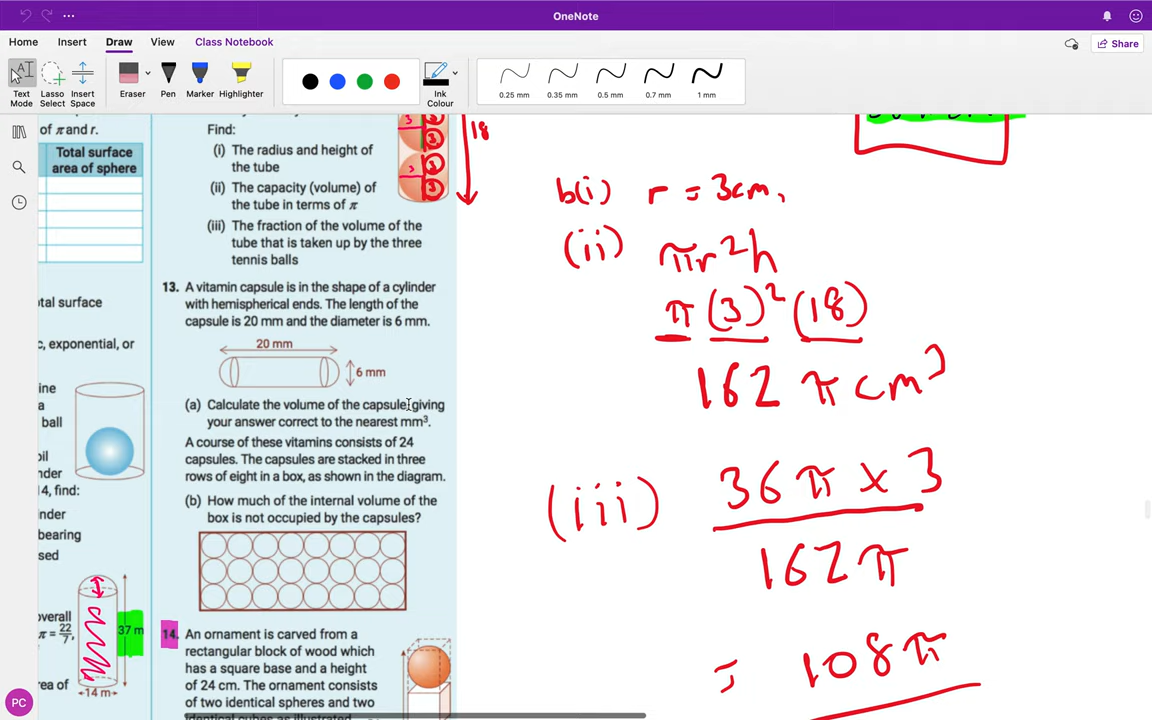 OneNote
Home Insert Draw View Class Notebook
Share
Text Mode
Lasso Select
Insert Space
Eraser
Pen
Marker
Highlighter
Ink Colour
0.25 mm 0.35 mm 0.5 mm 0.7 mm 1 mm
of π and r.
Total surface
area of sphere
tal surface
c, exponential, or
ine
a
ball
oil
nder
4, find:
nder
bearing
sed
overall
π = 22/7,
37 m
14 m
rea of
Find:
(i) The radius and height of
the tube
(ii) The capacity (volume) of
the tube in terms of π
(iii) The fraction of the volume of the
tube that is taken up by the three
tennis balls
3
3
18
13. A vitamin capsule is in the shape of a cylinder
with hemispherical ends. The length of the
capsule is 20 mm and the diameter is 6 mm.
20 mm
6 mm
(a) Calculate the volume of the capsule, giving
your answer correct to the nearest mm³.
A course of these vitamins consists of 24
capsules. The capsules are stacked in three
rows of eight in a box, as shown in the diagram.
(b) How much of the internal volume of the
box is not occupied by the capsules?
14. An ornament is carved from a
rectangular block of wood which
has a square base and a height
of 24 cm. The ornament consists
of two identical spheres and two
identical cubes as illustrated
b(i) r = 3cm,
(ii) πr²h
π (3)² (18)
162 π cm³
(iii) 36π x 3
162π
= 108π
PC